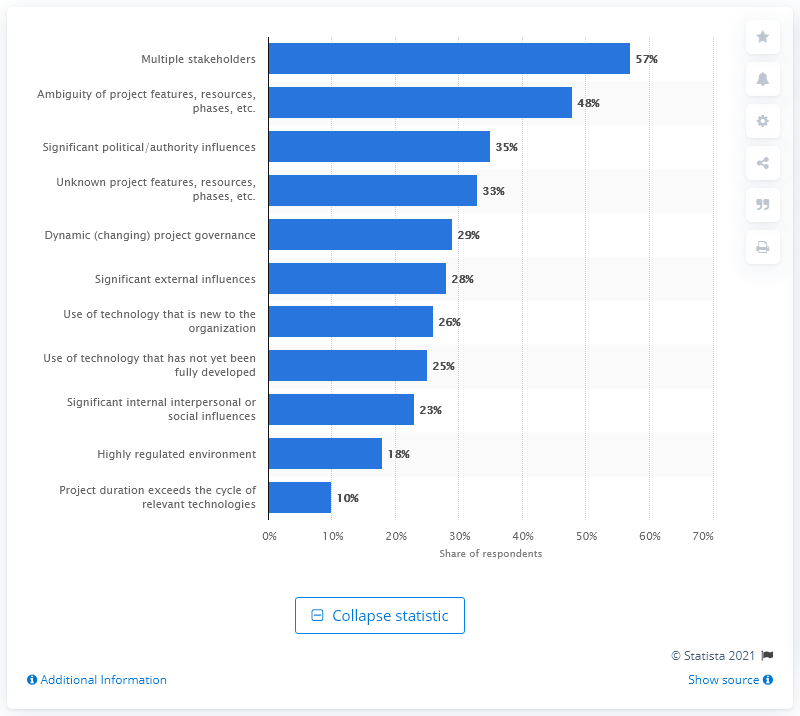 Multiple stakeholders
57%
Ambiguity of project features, resources,
phases, etc.
48%
Significant political/authority influences
35%
Unknown project features, resources,
phases, etc.
33%
Dynamic (changing) project governance
29%
Significant external influences
28%
Use of technology that is new to the
organization
26%
Use of technology that has not yet been
fully developed
25%
Significant internal interpersonal or
social influences
23%
Highly regulated environment
18%
Project duration exceeds the cycle of
relevant technologies
10%
0% 10% 20% 30% 40% 50% 60% 70%
Share of respondents
Collapse statistic
© Statista 2021
Additional Information
Show source